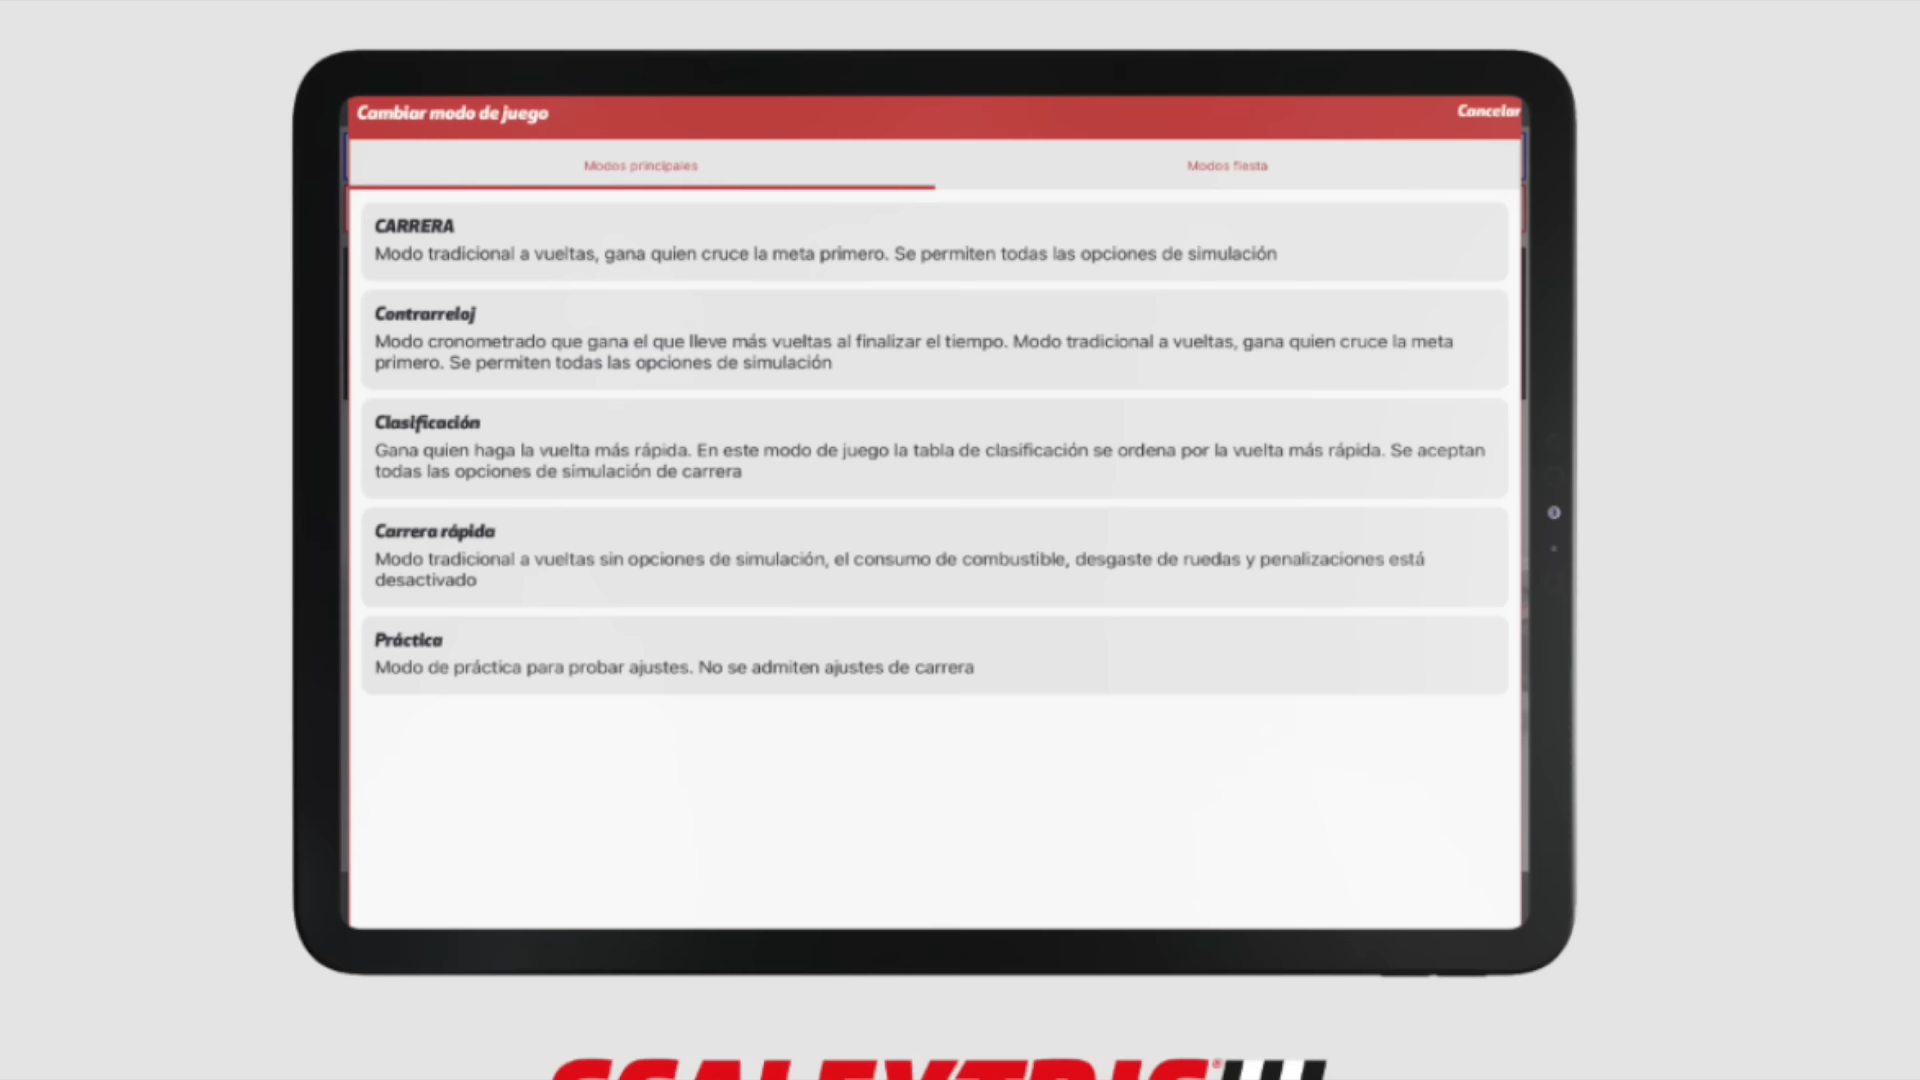 Cambiar modo de juego
Cancelar
Modos principales
Modos fiesta
CARRERA
Modo tradicional a vueltas, gana quien cruce la meta primero. Se permiten todas las opciones de simulación
Contrarreloj
Modo cronometrado que gana el que lleve más vueltas al finalizar el tiempo. Modo tradicional a vueltas, gana quien cruce la meta
primero. Se permiten todas las opciones de simulación
Clasificación
Gana quien haga la vuelta más rápida. En este modo de juego la tabla de clasificación se ordena por la vuelta más rápida. Se aceptan
todas las opciones de simulación de carrera
Carrera rápida
Modo tradicional a vueltas sin opciones de simulación, el consumo de combustible, desgaste de ruedas y penalizaciones está
desactivado
Práctica
Modo de práctica para probar ajustes. No se admiten ajustes de carrera
SCALEXTRIC®